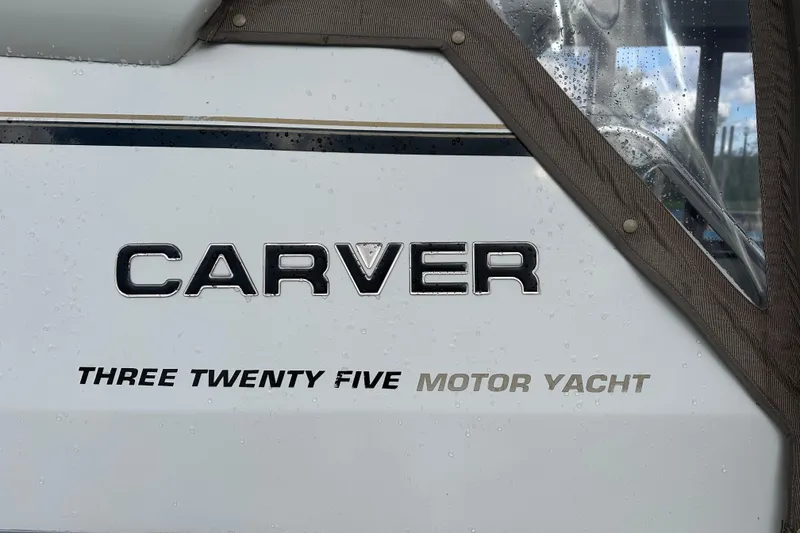 CARVER
THREE TWENTY FIVE MOTOR YACHT